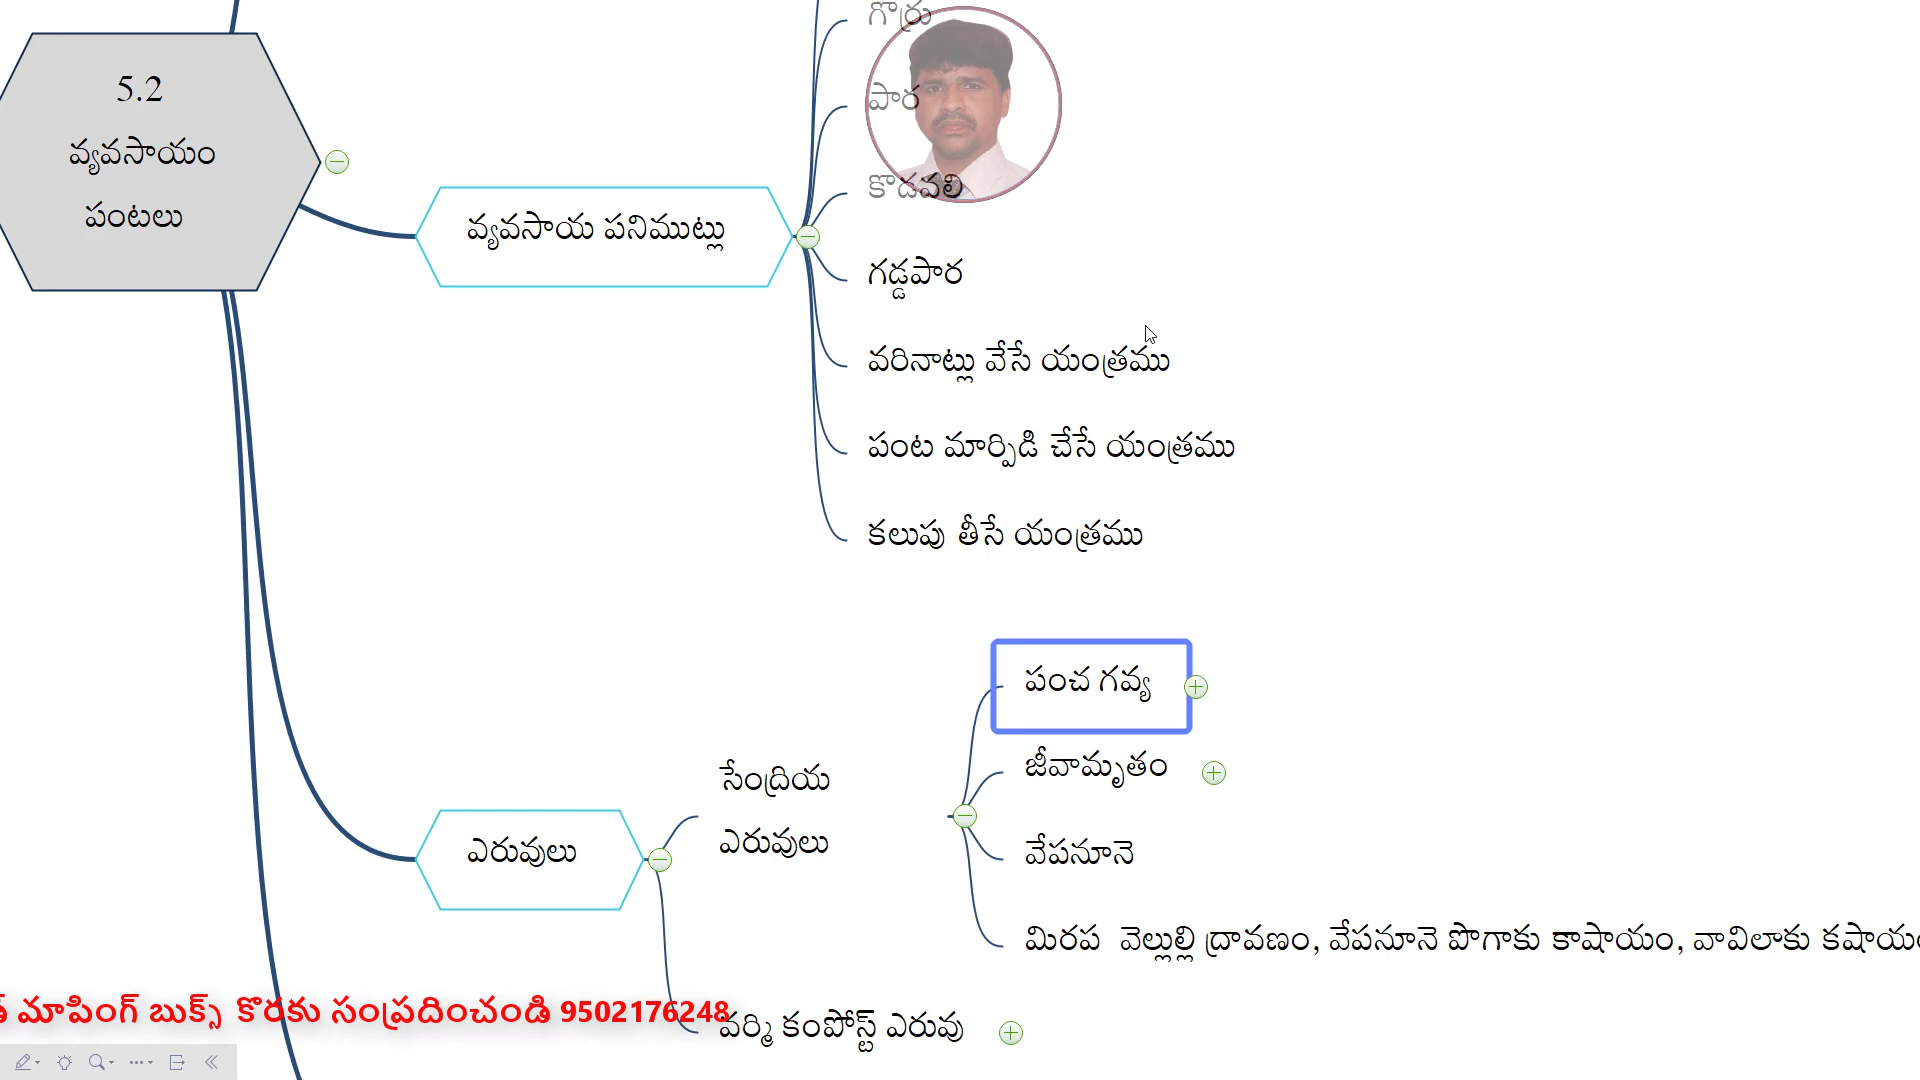 5.2
వ్యవసాయం
పంటలు
వ్యవసాయ పనిముట్లు
గొర్రు
పార
కొడవలి
గడ్డపార
వరినాట్లు వేసే యంత్రము
పంట మార్పిడి చేసే యంత్రము
కలుపు తీసే యంత్రము
ఎరువులు
సేంద్రియ
ఎరువులు
పంచ గవ్య
జీవామృతం
వేపనూనె
మిరప వెల్లుల్లి ద్రావణం, వేపనూనె పొగాకు కాషాయం, వావిలాకు
వర్మి కంపోస్ట్ ఎరువు
మాపింగ్ బుక్స్ కొరకు సంప్రదించండి 9502176248